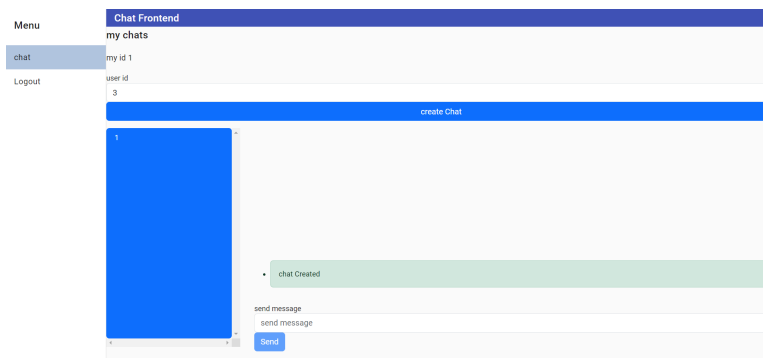 Menu
chat
Logout
Chat Frontend
my chats
my id 1
user id
3
create Chat
1
chat Created
send message
send message
Send